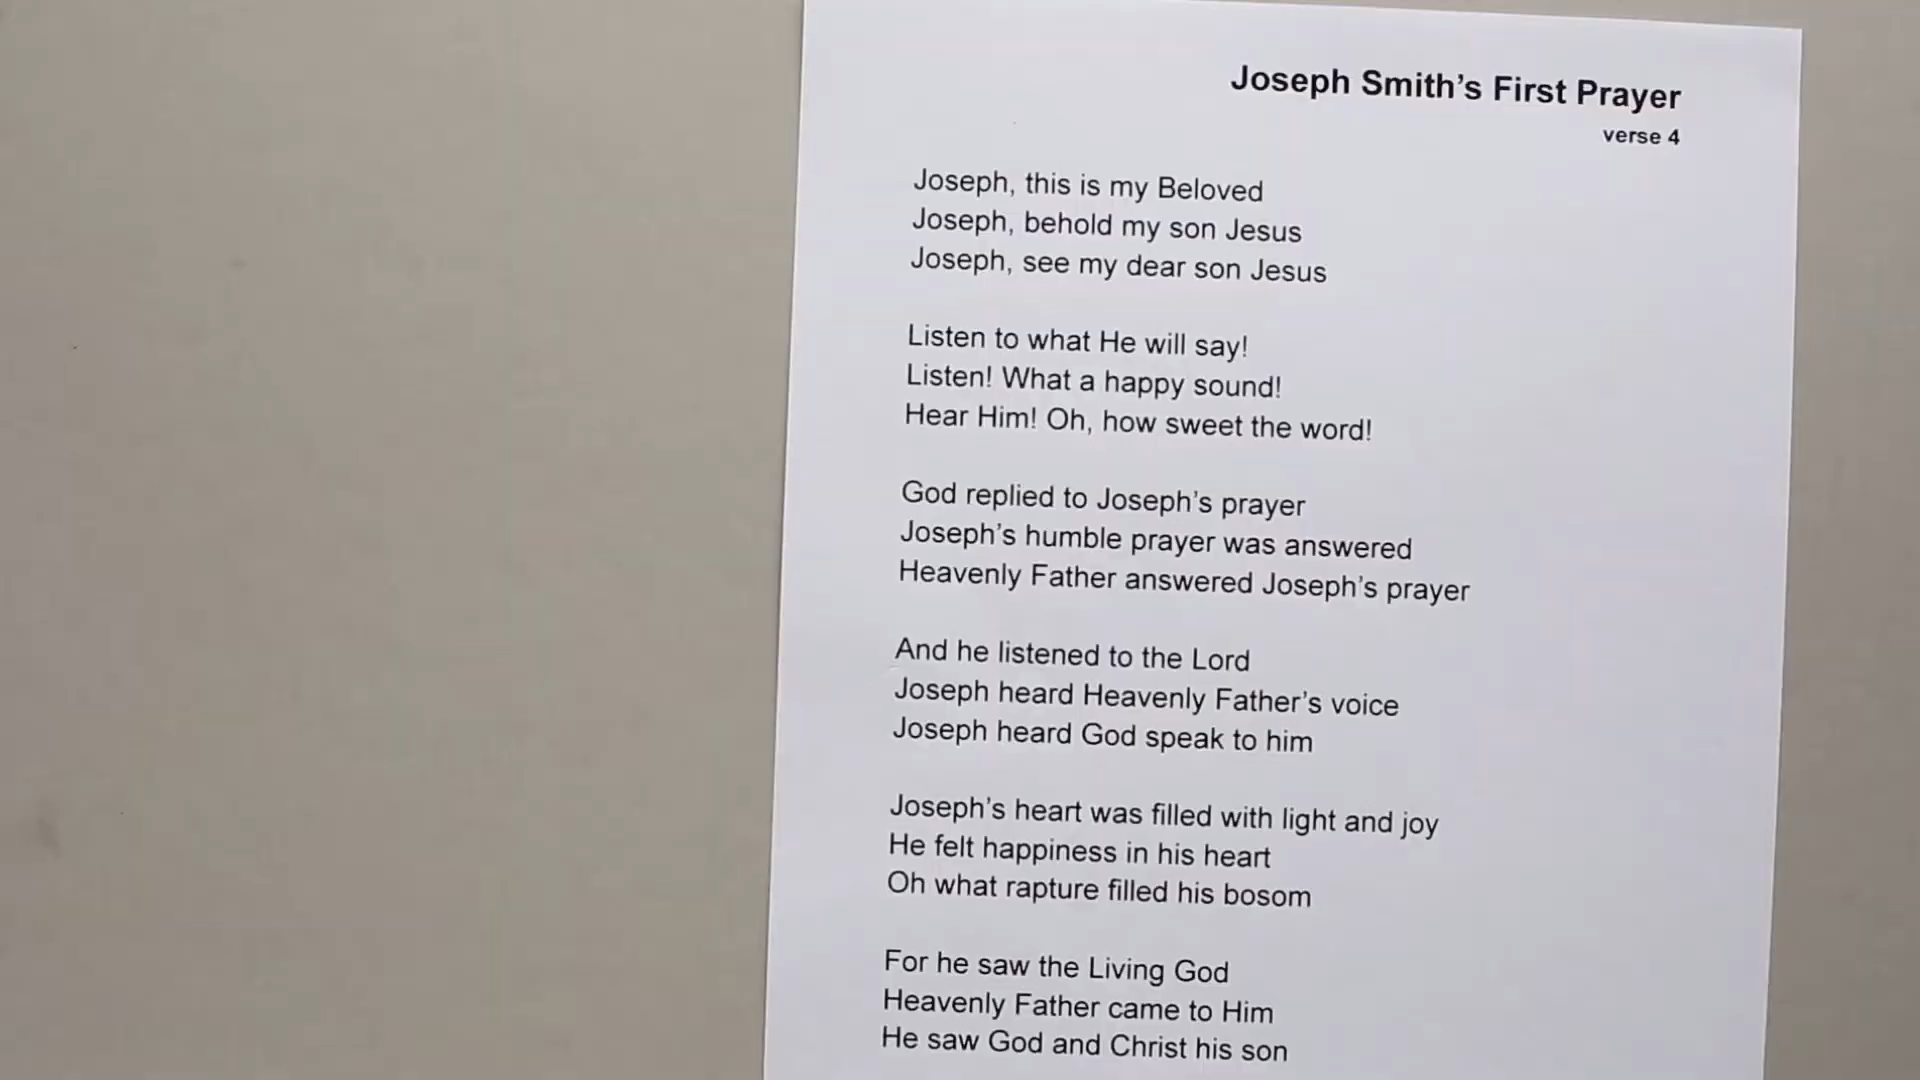 Joseph Smith's First Prayer
verse 4
Joseph, this is my Beloved
Joseph, behold my son Jesus
Joseph, see my dear son Jesus
Listen to what He will say!
Listen! What a happy sound!
Hear Him! Oh, how sweet the word!
God replied to Joseph's prayer
Joseph's humble prayer was answered
Heavenly Father answered Joseph's prayer
And he listened to the Lord
Joseph heard Heavenly Father's voice
Joseph heard God speak to him
Joseph's heart was filled with light and joy
He felt happiness in his heart
Oh what rapture filled his bosom
For he saw the Living God
Heavenly Father came to Him
He saw God and Christ his son